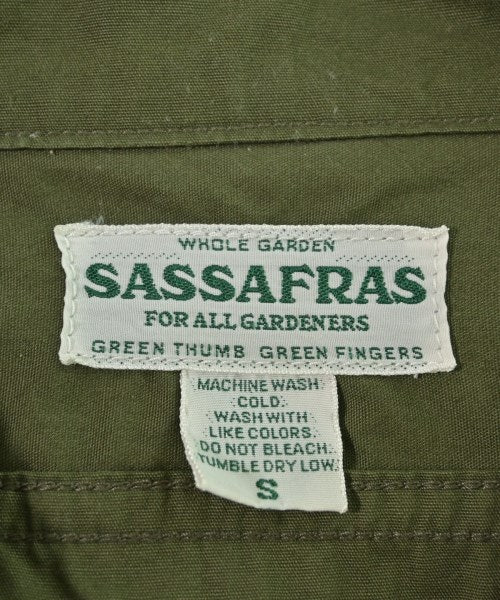 WHOLE GARDEN
SASSAFRAS
FOR ALL GARDENERS
GREEN THUMB GREEN FINGERS
MACHINE WASH
COLD.
WASH WITH
LIKE COLORS.
DO NOT BLEACH.
TUMBLE DRY LOW.
S